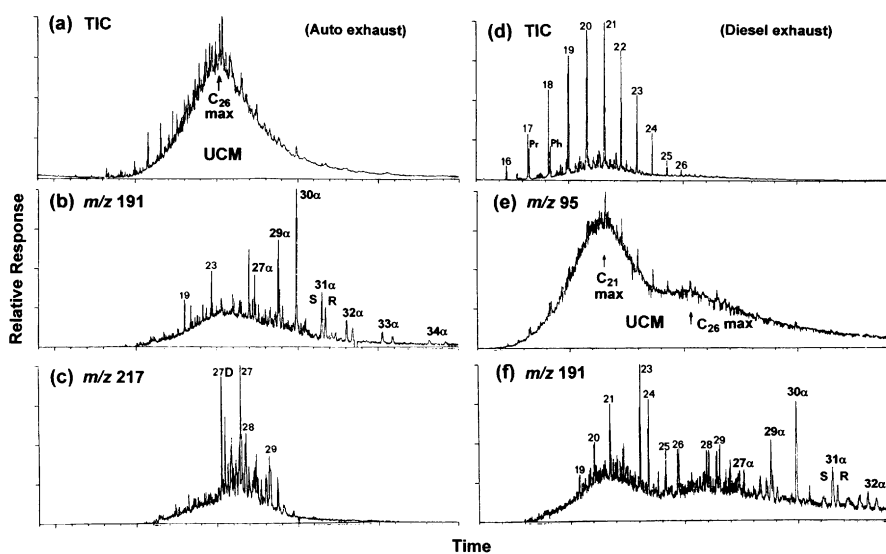 Relative Response
(a) TIC
(Auto exhaust)
C26
max
UCM
(b) m/z 191
19
23
27α
29α
30α
S
31α
R
32α
33α
34α
(c) m/z 217
27D
27
28
29
(d) TIC
(Diesel exhaust)
16
17
Pr
18
Ph
19
20
21
22
23
24
25
26
(e) m/z 95
C21
max
UCM
C26 max
(f) m/z 191
19
20
21
23
24
25
26
28
29
27α
29α
30α
31α
S R
32α
Time